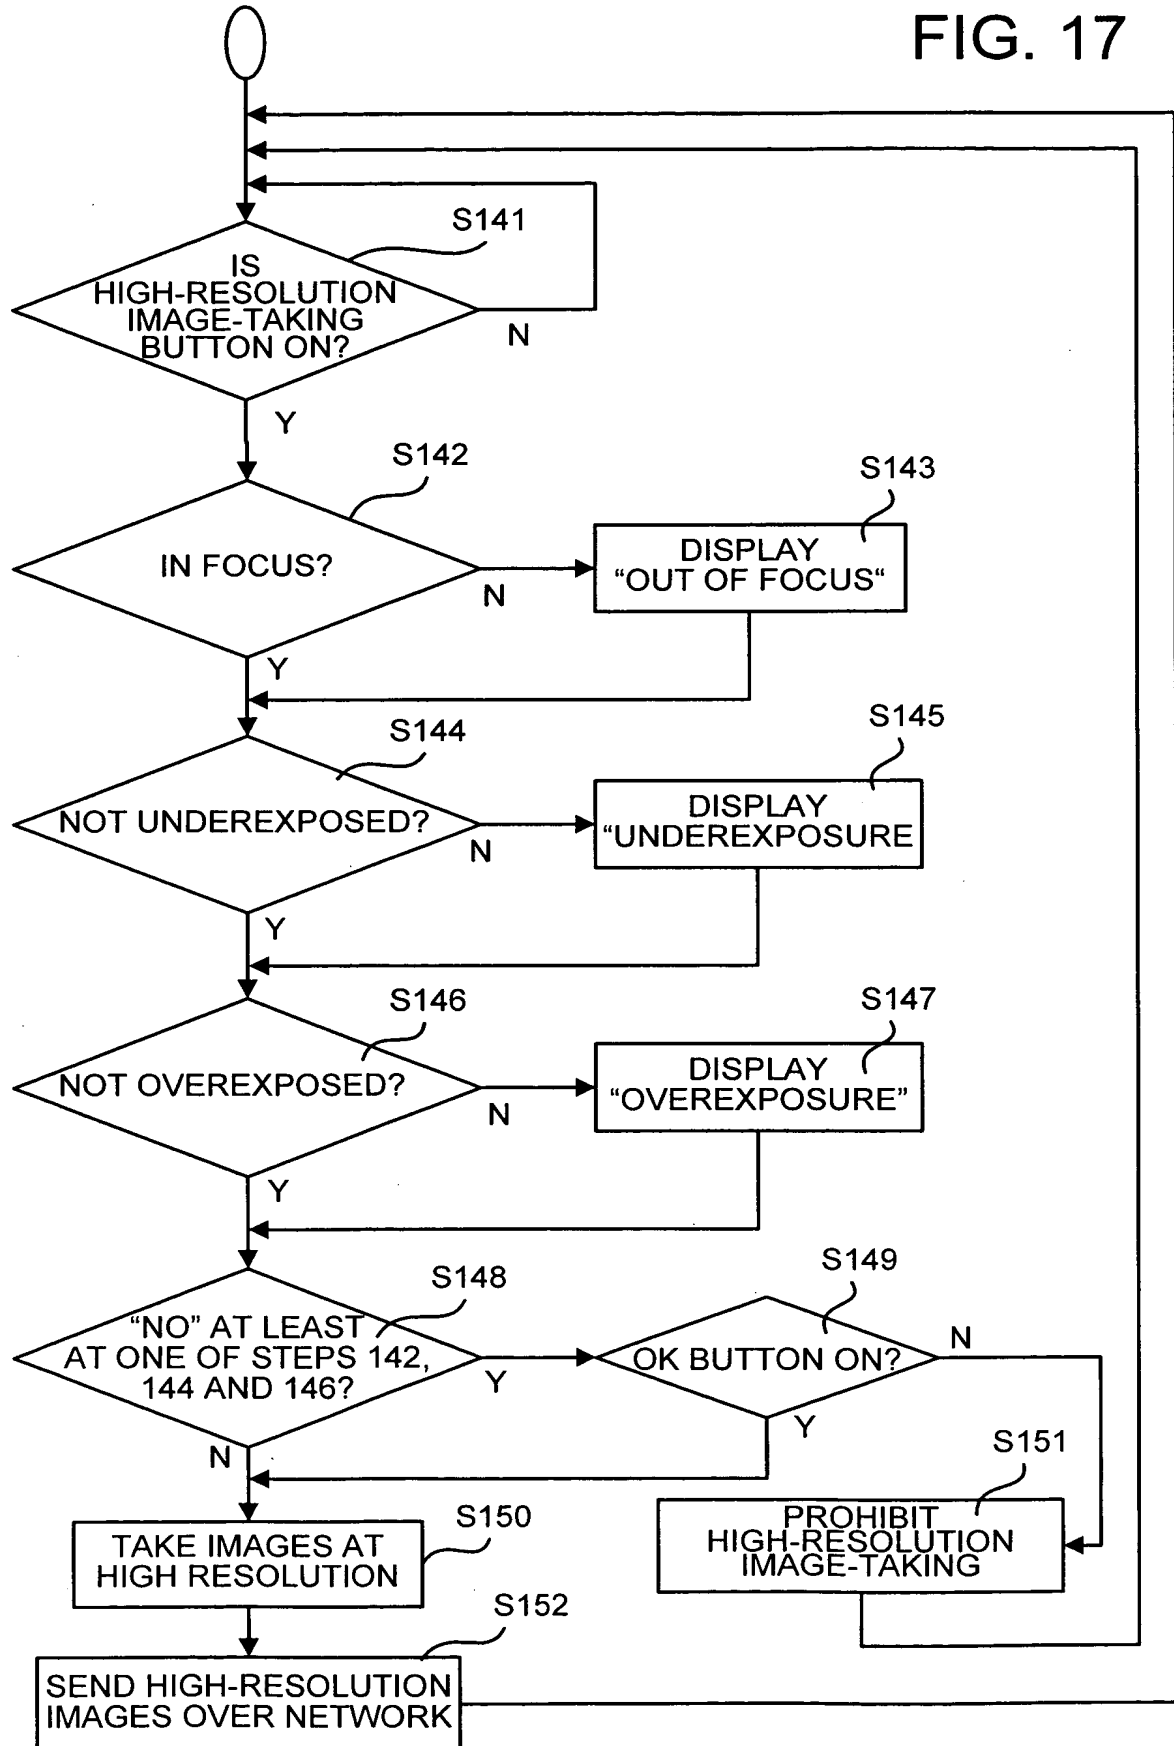 FIG. 17
S141
IS
HIGH-RESOLUTION
IMAGE-TAKING
BUTTON ON?
N
Y
S142
IN FOCUS?
N
Y
S143
DISPLAY
“OUT OF FOCUS“
S144
NOT UNDEREXPOSED?
N
Y
S145
DISPLAY
“UNDEREXPOSURE
S146
NOT OVEREXPOSED?
N
Y
S147
DISPLAY
“OVEREXPOSURE”
S148
“NO” AT LEAST
AT ONE OF STEPS 142,
144 AND 146?
Y
N
S149
OK BUTTON ON?
N
Y
S150
TAKE IMAGES AT
HIGH RESOLUTION
S151
PROHIBIT
HIGH-RESOLUTION
IMAGE-TAKING
S152
SEND HIGH-RESOLUTION
IMAGES OVER NETWORK